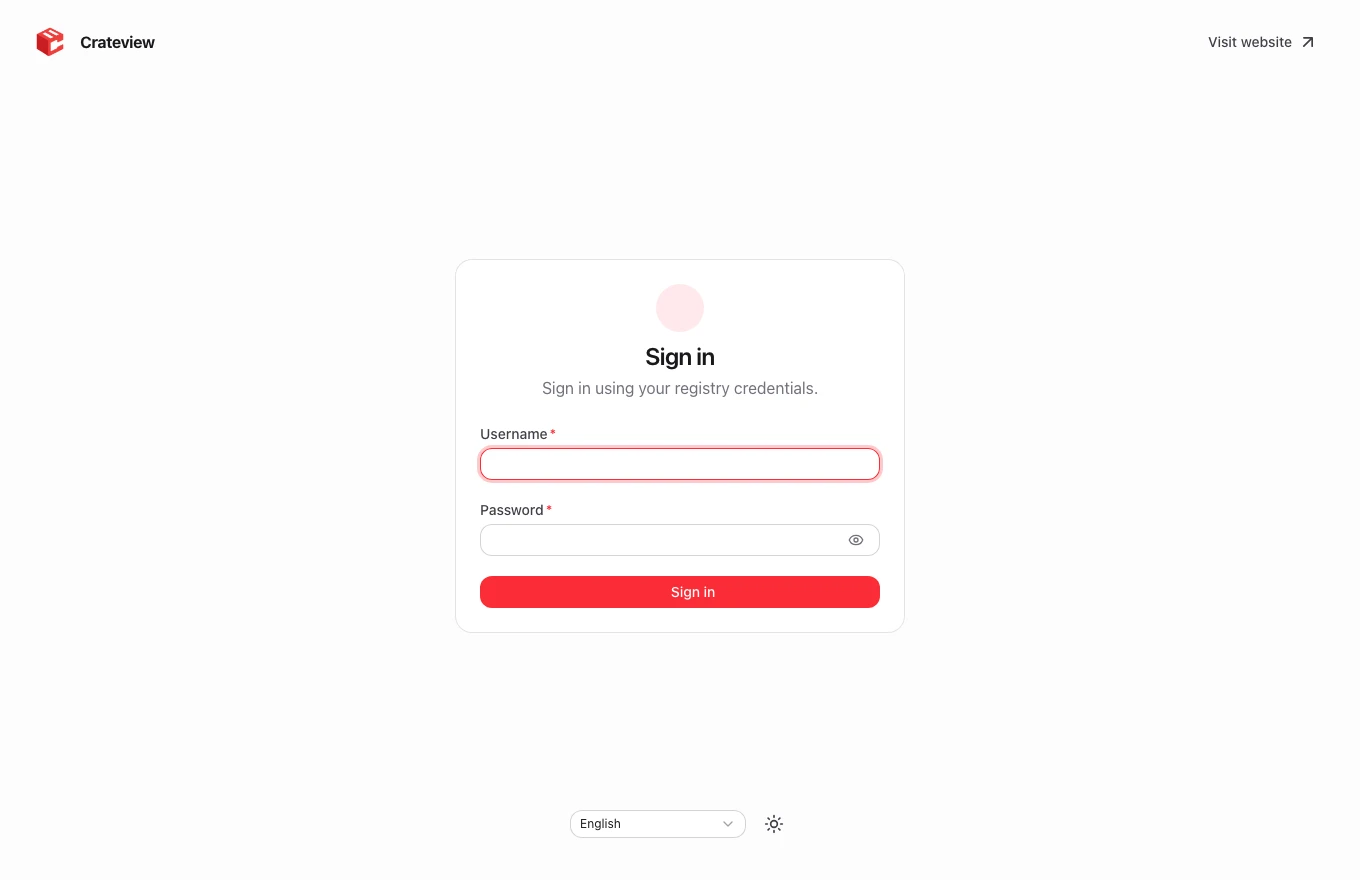 Crateview
Visit website
Sign in
Sign in using your registry credentials.
Username *
Password *
Sign in
English